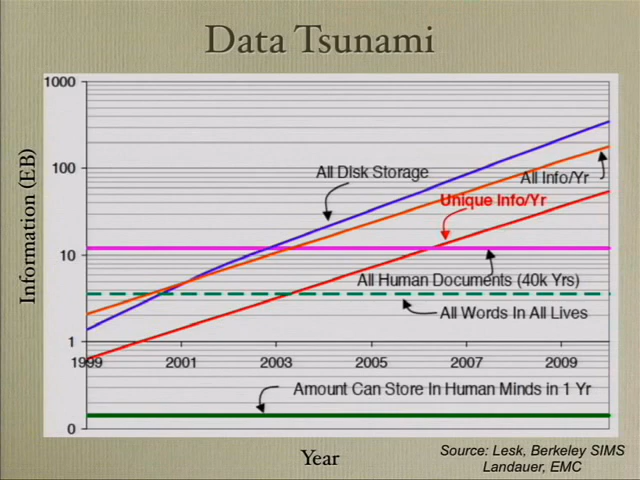 Data Tsunami
Information (EB)
1000
100
10
1
0
All Disk Storage
All Info/Yr
Unique Info/Yr
All Human Documents (40k Yrs)
All Words In All Lives
1999 2001 2003 2005 2007 2009
Amount Can Store In Human Minds in 1 Yr
Year
Source: Lesk, Berkeley SIMS
Landauer, EMC